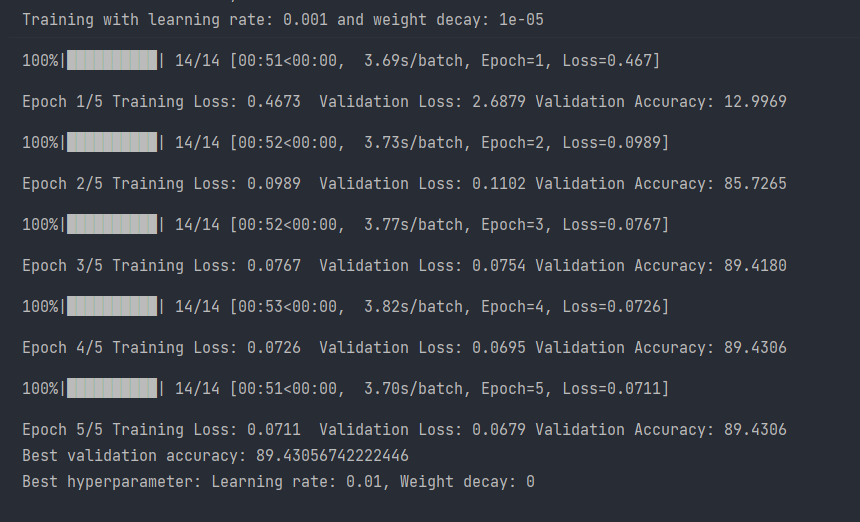 Training with learning rate: 0.001 and weight decay: 1e-05
100%|██████████| 14/14 [00:51<00:00,  3.69s/batch, Epoch=1, Loss=0.467]
Epoch 1/5 Training Loss: 0.4673  Validation Loss: 2.6879 Validation Accuracy: 12.9969
100%|██████████| 14/14 [00:52<00:00,  3.73s/batch, Epoch=2, Loss=0.0989]
Epoch 2/5 Training Loss: 0.0989  Validation Loss: 0.1102 Validation Accuracy: 85.7265
100%|██████████| 14/14 [00:52<00:00,  3.77s/batch, Epoch=3, Loss=0.0767]
Epoch 3/5 Training Loss: 0.0767  Validation Loss: 0.0754 Validation Accuracy: 89.4180
100%|██████████| 14/14 [00:53<00:00,  3.82s/batch, Epoch=4, Loss=0.0726]
Epoch 4/5 Training Loss: 0.0726  Validation Loss: 0.0695 Validation Accuracy: 89.4306
100%|██████████| 14/14 [00:51<00:00,  3.70s/batch, Epoch=5, Loss=0.0711]
Epoch 5/5 Training Loss: 0.0711  Validation Loss: 0.0679 Validation Accuracy: 89.4306
Best validation accuracy: 89.43056742222446
Best hyperparameter: Learning rate: 0.01, Weight decay: 0